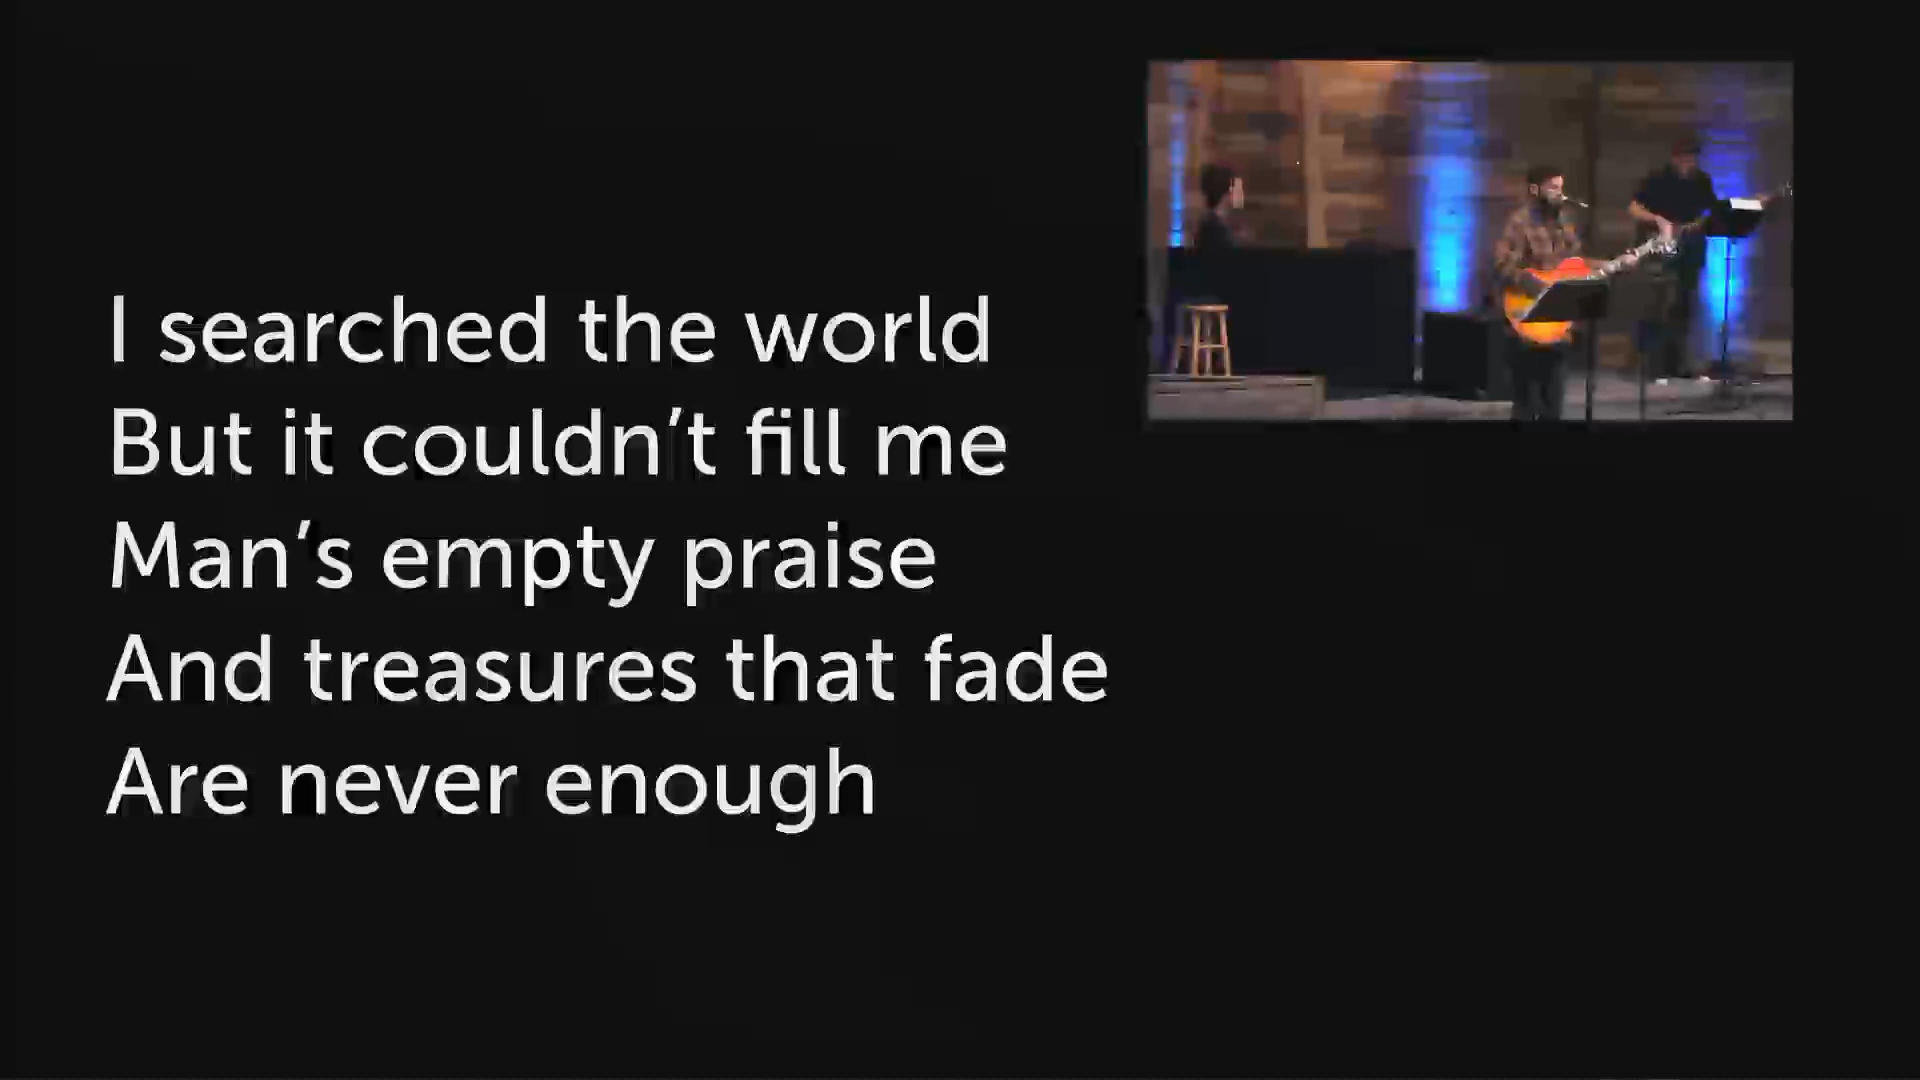 I searched the world
But it couldn’t fill me
Man’s empty praise
And treasures that fade
Are never enough